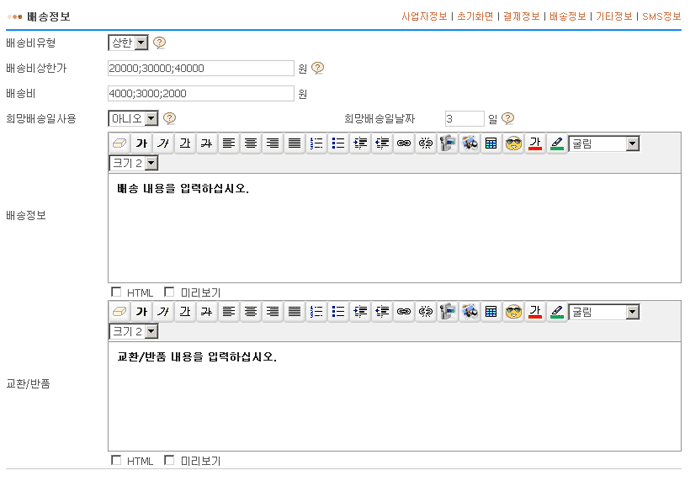 배송정보
사업자정보 | 초기화면 | 결제정보 | 배송정보 | 기타정보 | SMS정보
배송비유형 상한
배송비상한가 20000;30000;40000 원
배송비 4000;3000;2000 원
희망배송일사용 아니오 희망배송일날짜 3 일
가 가 가 가 가 굴림
크기 2
배송 내용을 입력하십시오.
배송정보
HTML 미리보기
가 가 가 가 가 굴림
크기 2
교환/반품 내용을 입력하십시오.
교환/반품
HTML 미리보기